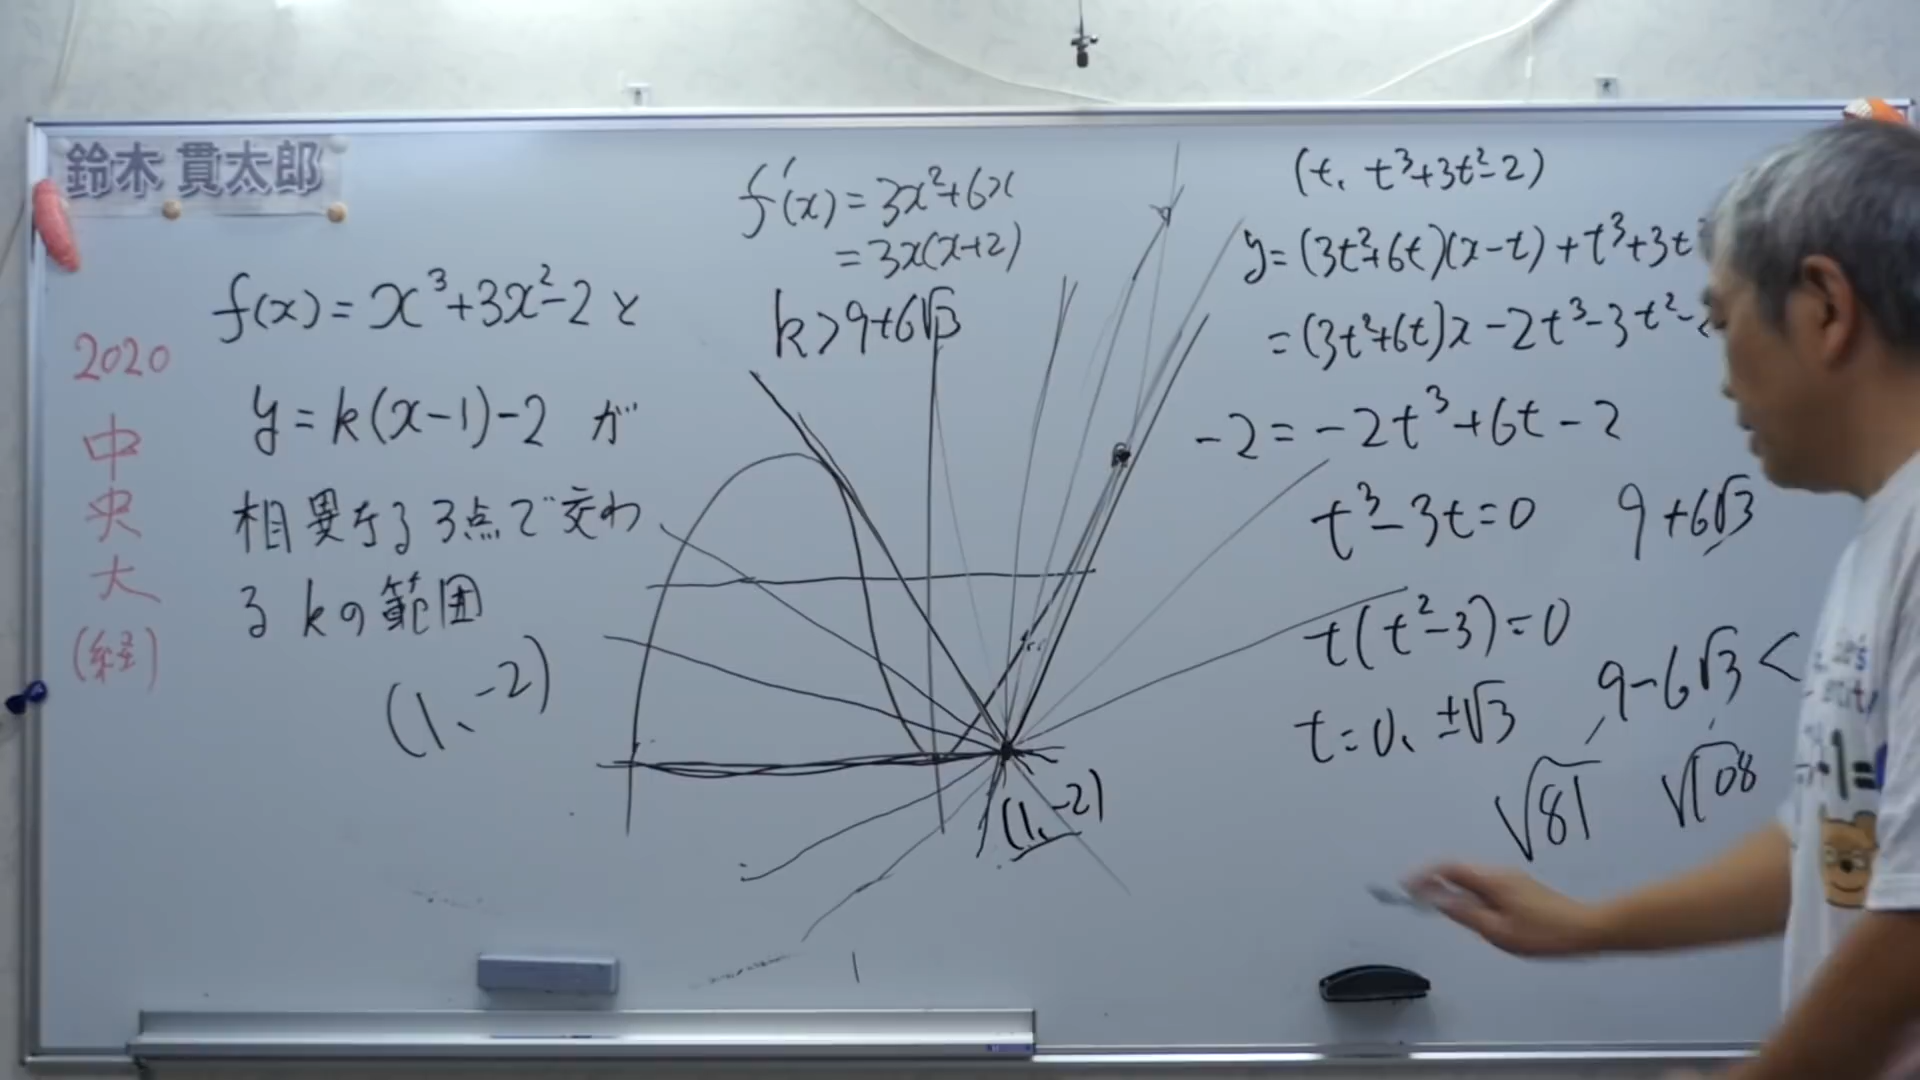 鈴木貫太郎
2020
中
央
大
(経)
f(x)=x³+3x²-2と
y=k(x-1)-2 が
相異なる3点で交わ
るkの範囲
(1,-2)
f'(x)=3x²+6x
=3x(x+2)
k>9+6√3
(1,-2)
(t, t³+3t²-2)
y=(3t²+6t)(x-t)+t³+3t
=(3t²+6t)x-2t³-3t²-
-2=-2t³+6t-2
t³-3t=0 9+6√3
t(t²-3)=0
9-6√3<
t=0, ±√3
√81 √108